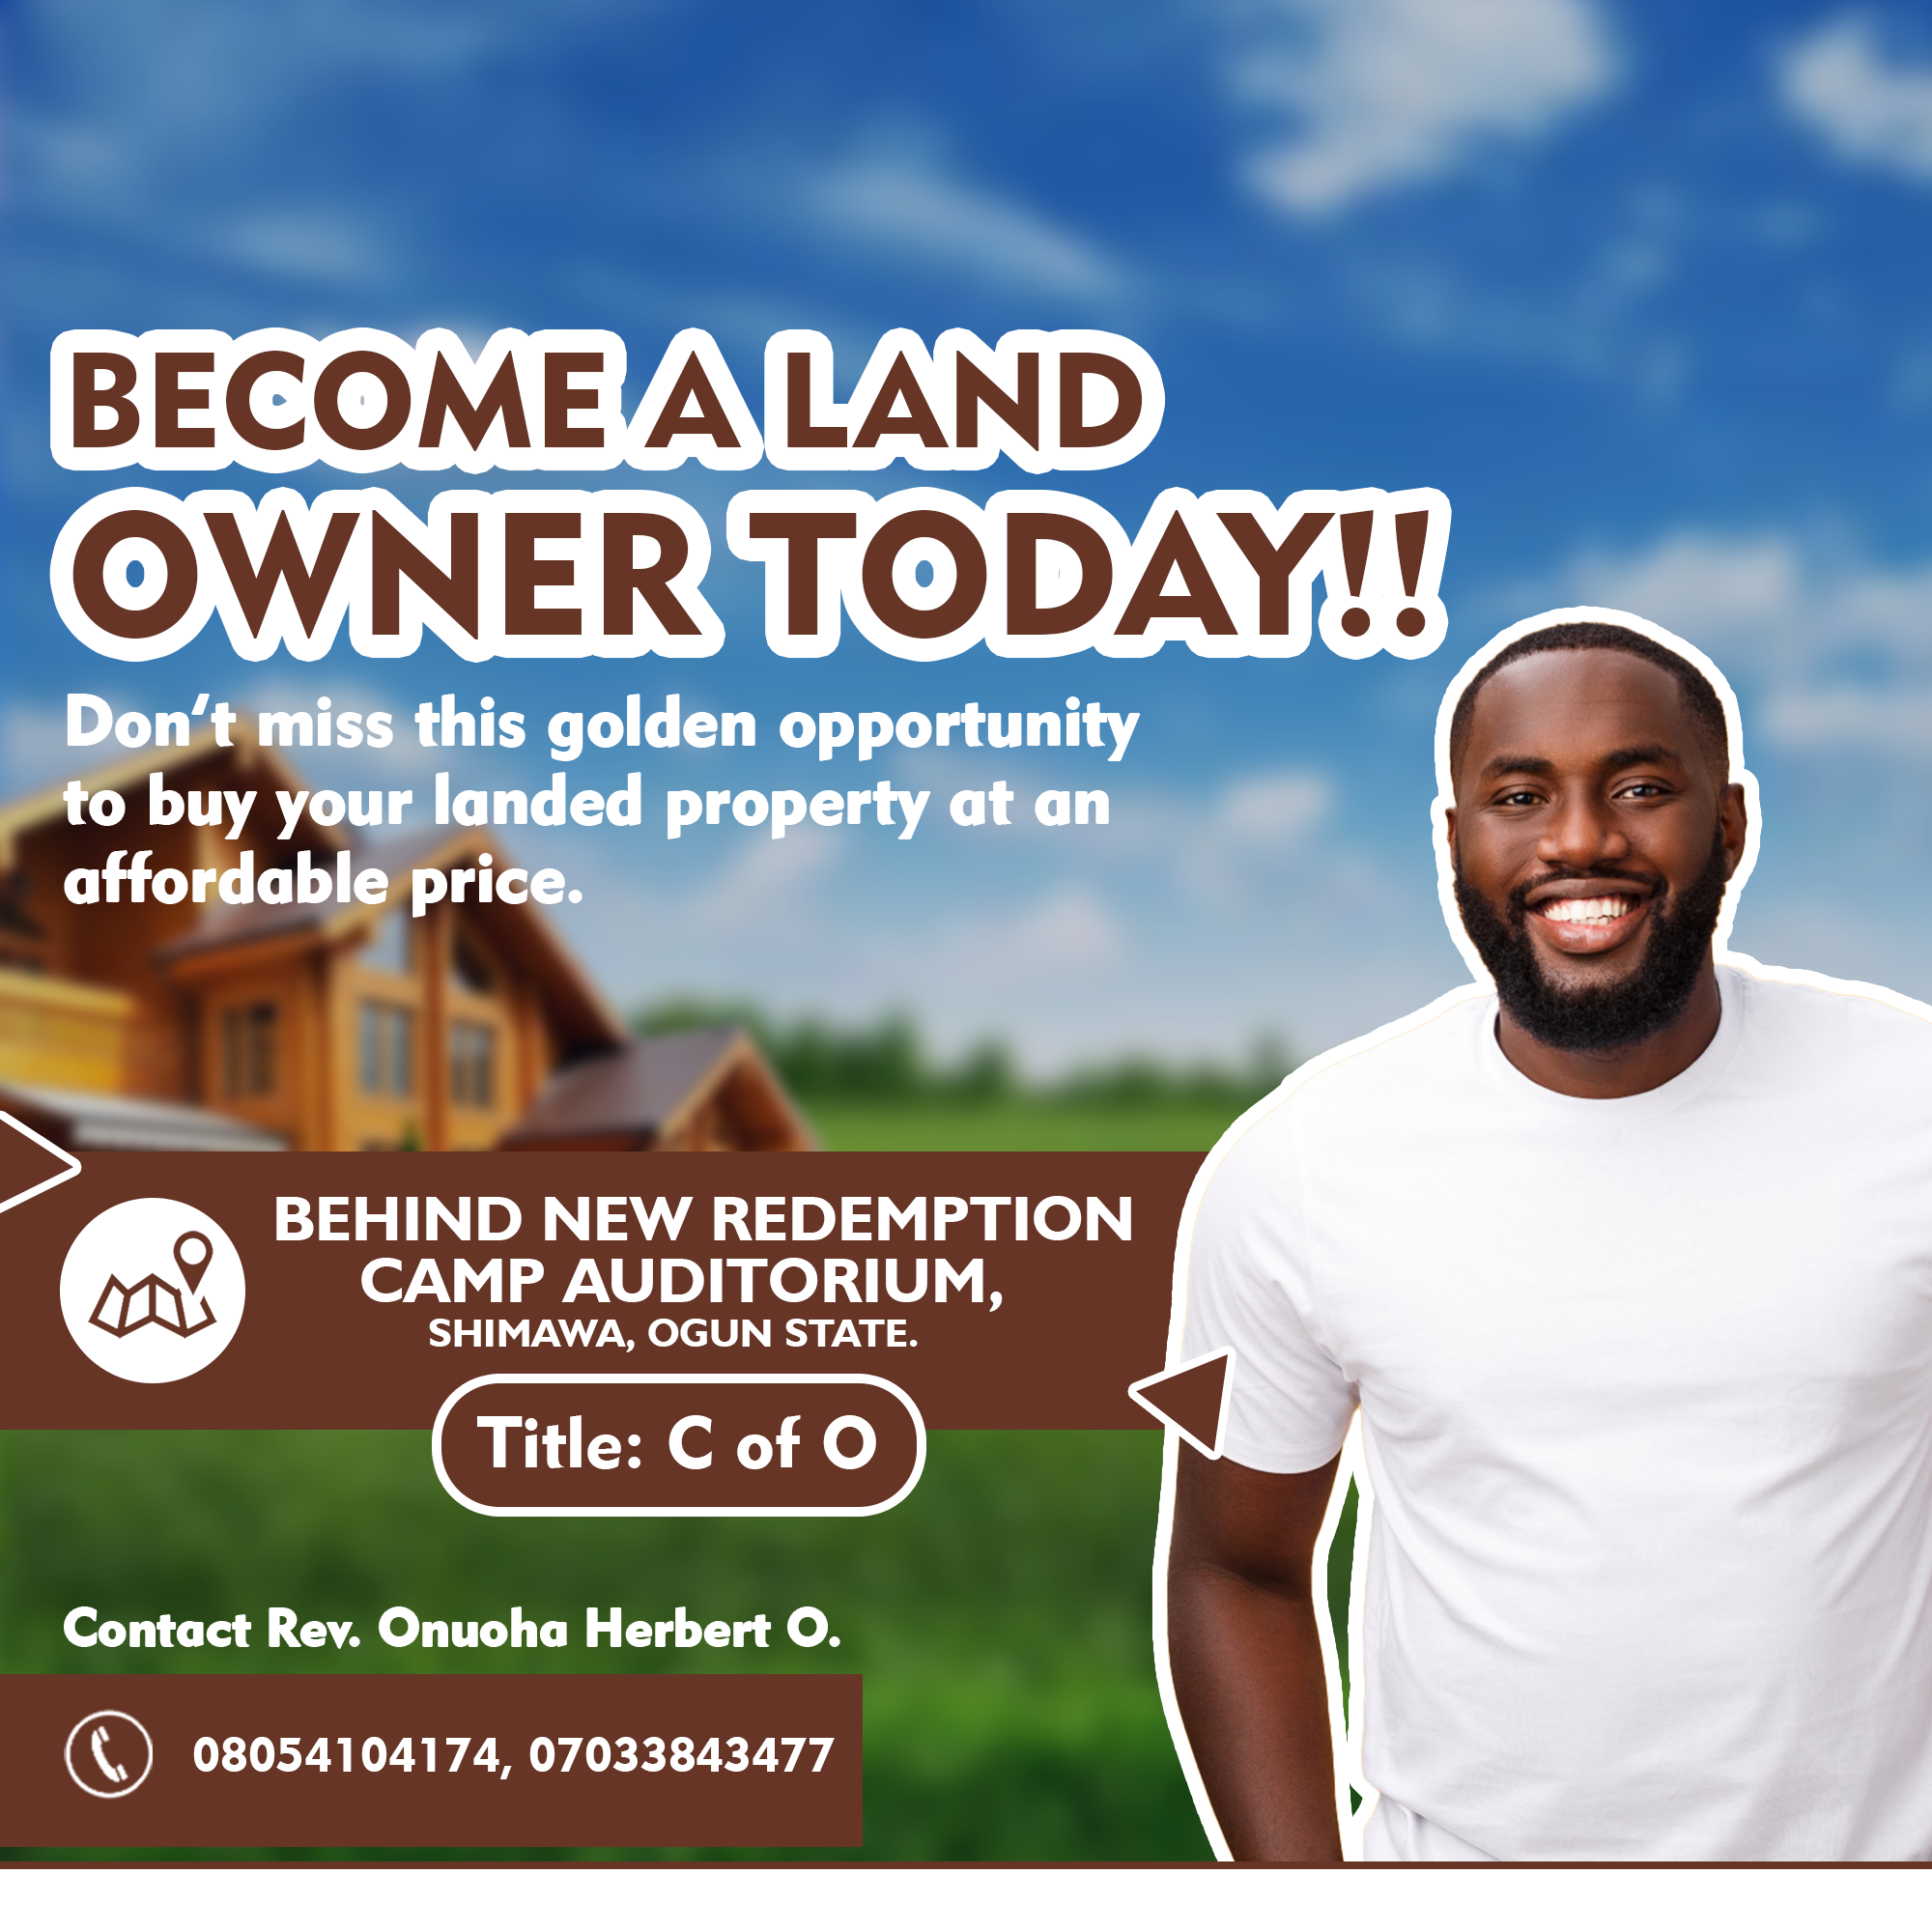 BECOME A LAND
OWNER TODAY!!
Don't miss this golden opportunity
to buy your landed property at an
affordable price.
BEHIND NEW REDEMPTION
CAMP AUDITORIUM,
SHIMAWA, OGUN STATE.
Title: C of O
Contact Rev. Onuoha Herbert O.
08054104174, 07033843477